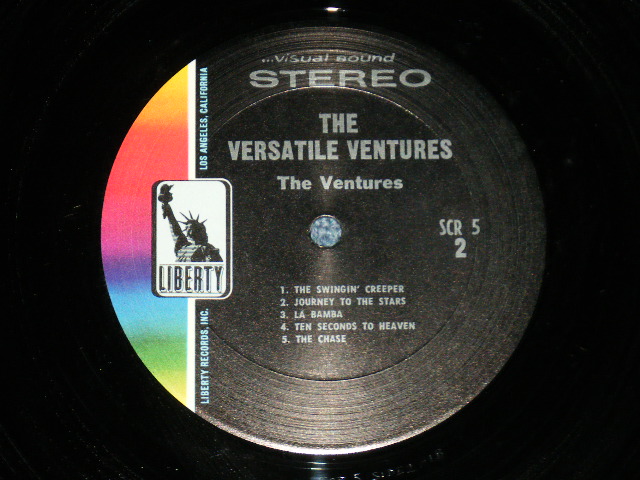 ...visual sound
STEREO
THE
VERSATILE VENTURES
The Ventures
SCR 5
2
LIBERTY
1. THE SWINGIN' CREEPER
2. JOURNEY TO THE STARS
3. LA BAMBA
4. TEN SECONDS TO HEAVEN
5. THE CHASE
LIBERTY RECORDS, INC.
LOS ANGELES, CALIFORNIA